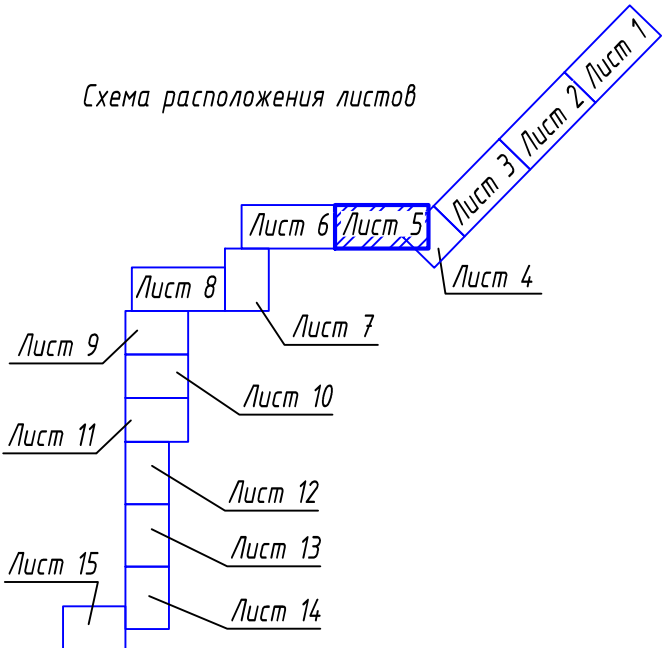 Схема расположения листов
Лист 1
Лист 2
Лист 3
Лист 4
Лист 5
Лист 6
Лист 7
Лист 8
Лист 9
Лист 10
Лист 11
Лист 12
Лист 13
Лист 14
Лист 15